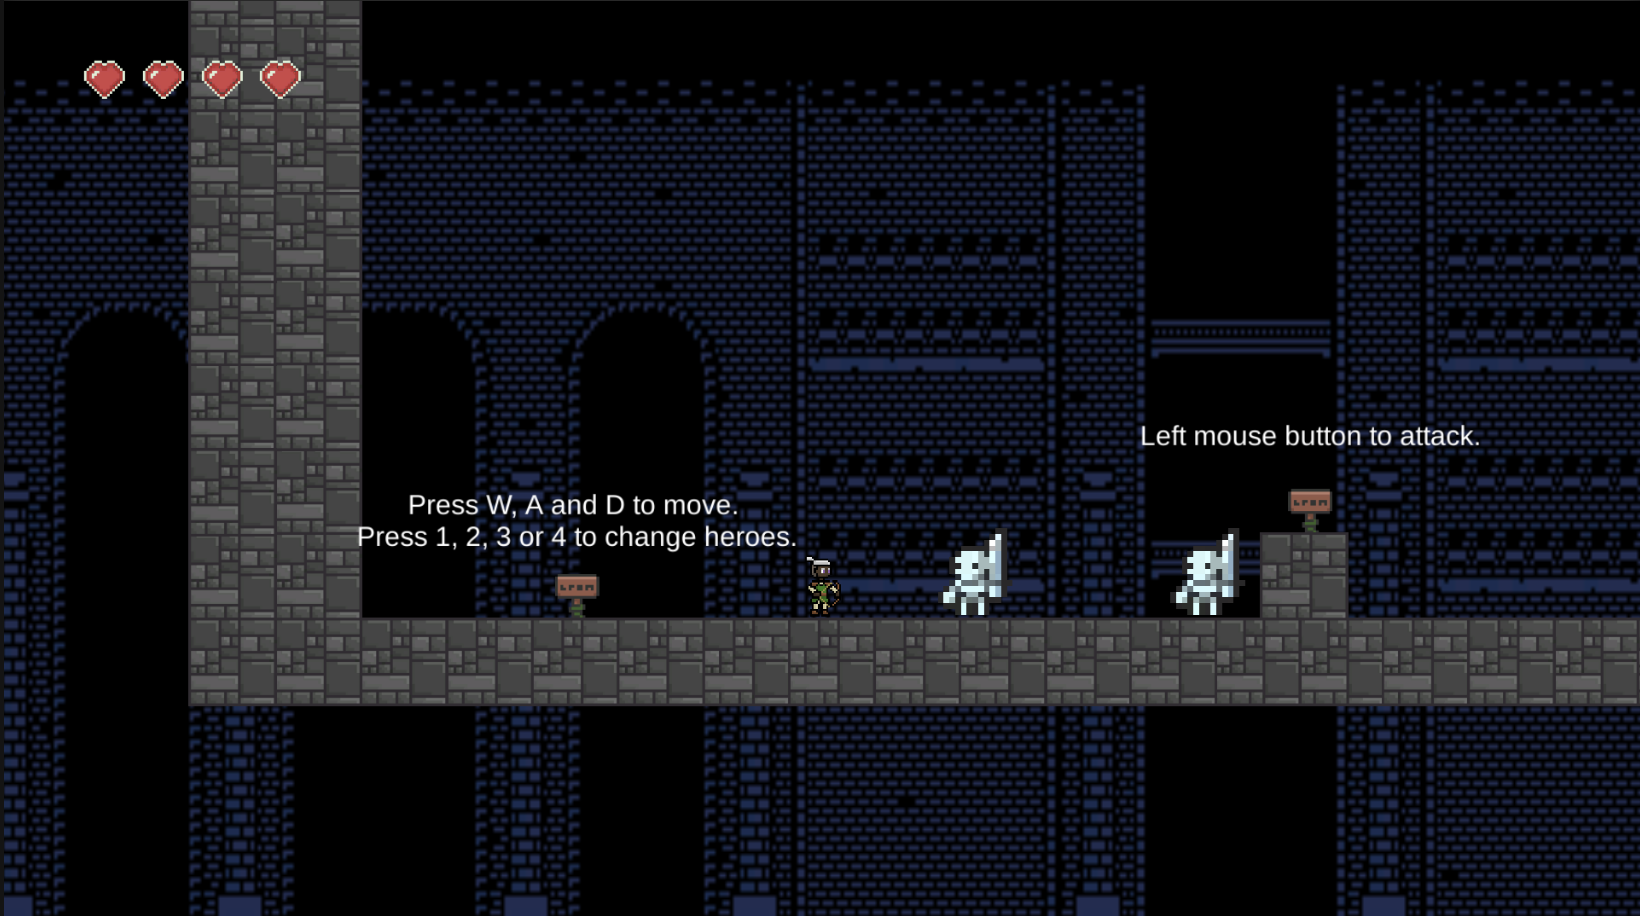 Left mouse button to attack.
Press W, A and D to move.
Press 1, 2, 3 or 4 to change heroes.